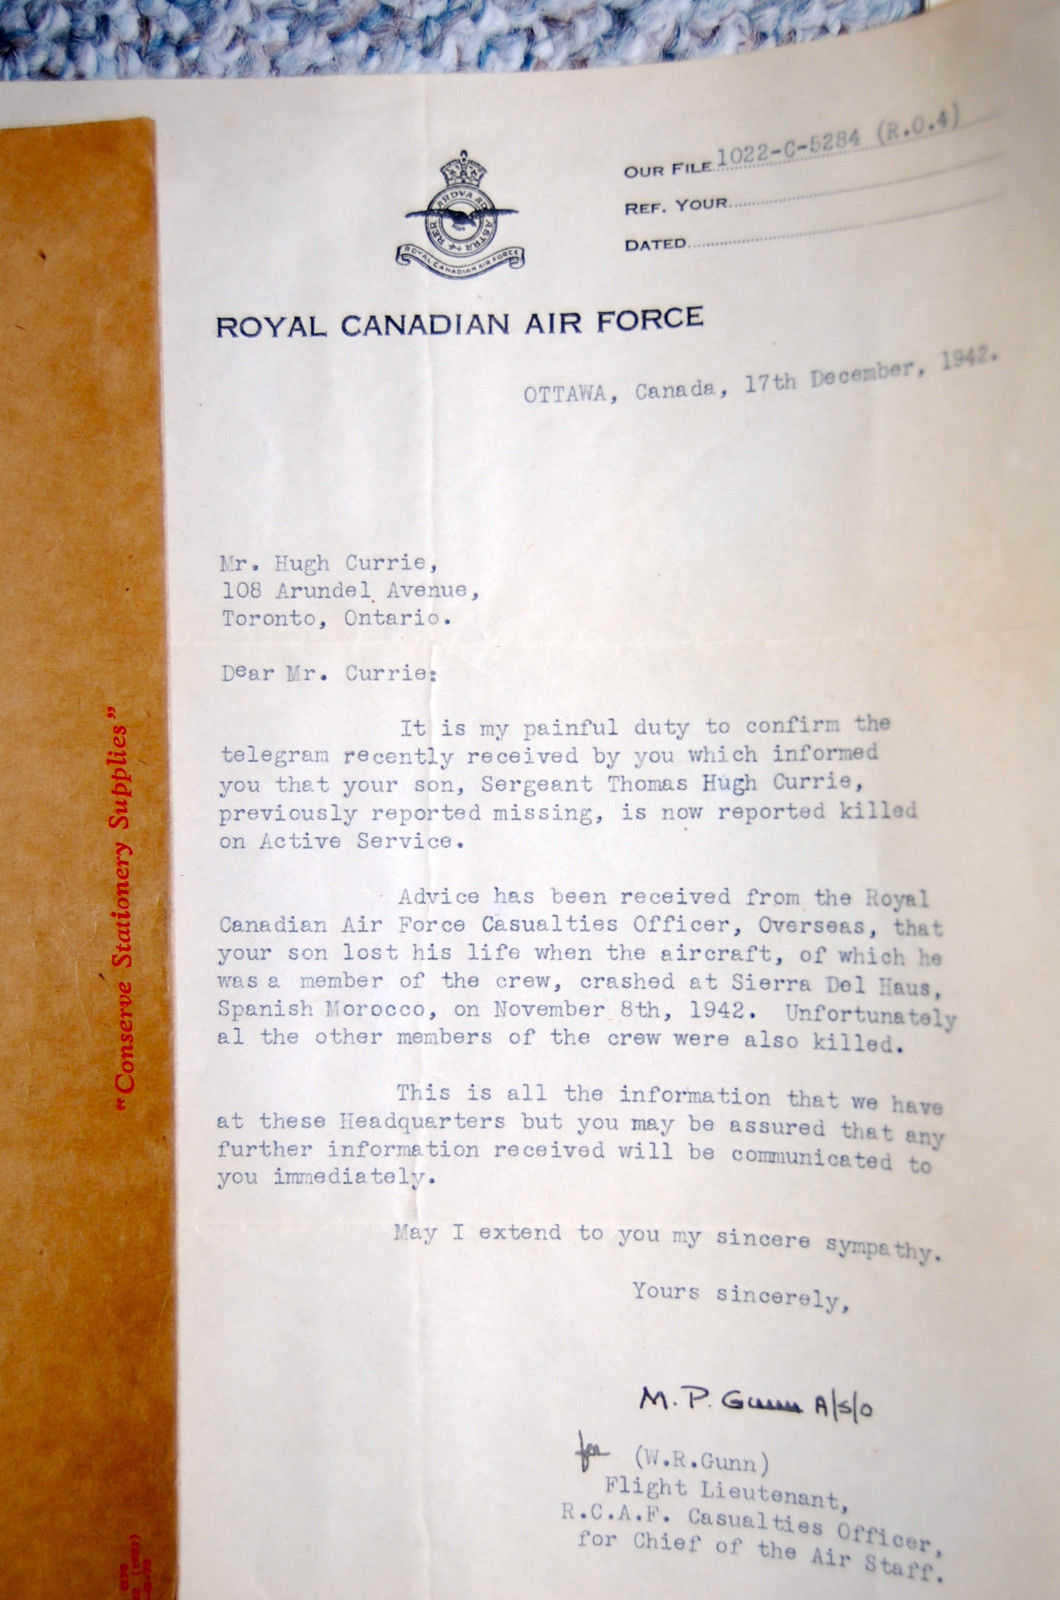 OUR FILE 1022-C-5284 (R.O.4)
REF. YOUR
DATED
PER ARDVA AD ASTRA
ROYAL CANADIAN AIR FORCE
ROYAL CANADIAN AIR FORCE
OTTAWA, Canada, 17th December, 1942.
Mr. Hugh Currie,
108 Arundel Avenue,
Toronto, Ontario.
Dear Mr. Currie:
It is my painful duty to confirm the
telegram recently received by you which informed
you that your son, Sergeant Thomas Hugh Currie,
previously reported missing, is now reported killed
on Active Service.
Advice has been received from the Royal
Canadian Air Force Casualties Officer, Overseas, that
your son lost his life when the aircraft, of which he
was a member of the crew, crashed at Sierra Del Haus,
Spanish Morocco, on November 8th, 1942. Unfortunately
al the other members of the crew were also killed.
This is all the information that we have
at these Headquarters but you may be assured that any
further information received will be communicated to
you immediately.
May I extend to you my sincere sympathy.
Yours sincerely,
M. P. Gunn A/S/O
for (W.R.Gunn)
Flight Lieutenant,
R.C.A.F. Casualties Officer,
for Chief of the Air Staff.
"Conserve Stationery Supplies"